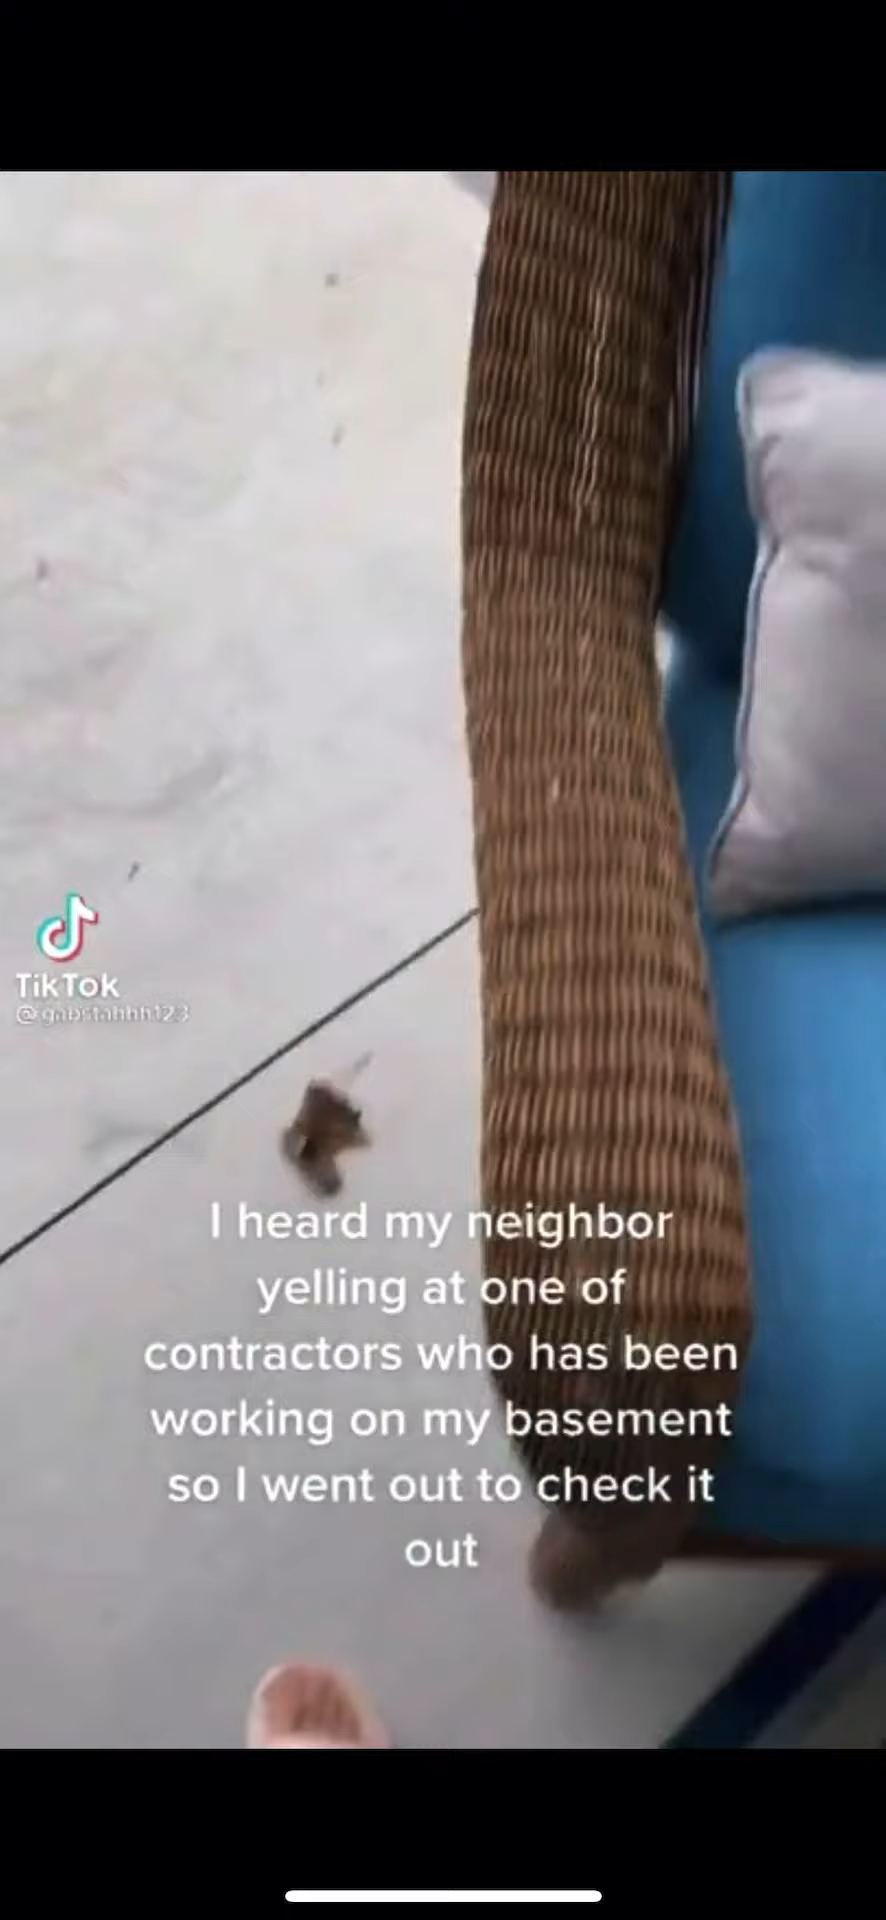 TikTok
@gabstahhh123
I heard my neighbor
yelling at one of
contractors who has been
working on my basement
so I went out to check it
out